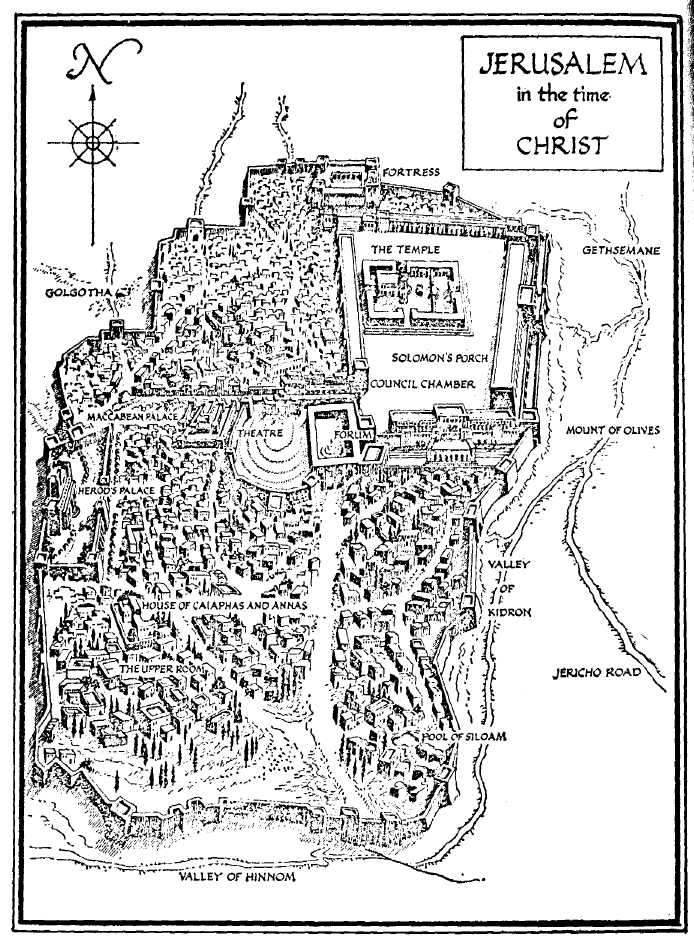 N
JERUSALEM
in the time
of
CHRIST
FORTRESS
THE TEMPLE
GETHSEMANE
GOLGOTHA
SOLOMON'S PORCH
COUNCIL CHAMBER
MACCABEAN PALACE
THEATRE
FORUM
MOUNT OF OLIVES
HEROD'S PALACE
VALLEY
OF
KIDRON
HOUSE OF CAIAPHAS AND ANNAS
THE UPPER ROOM
JERICHO ROAD
POOL OF SILOAM
VALLEY OF HINNOM